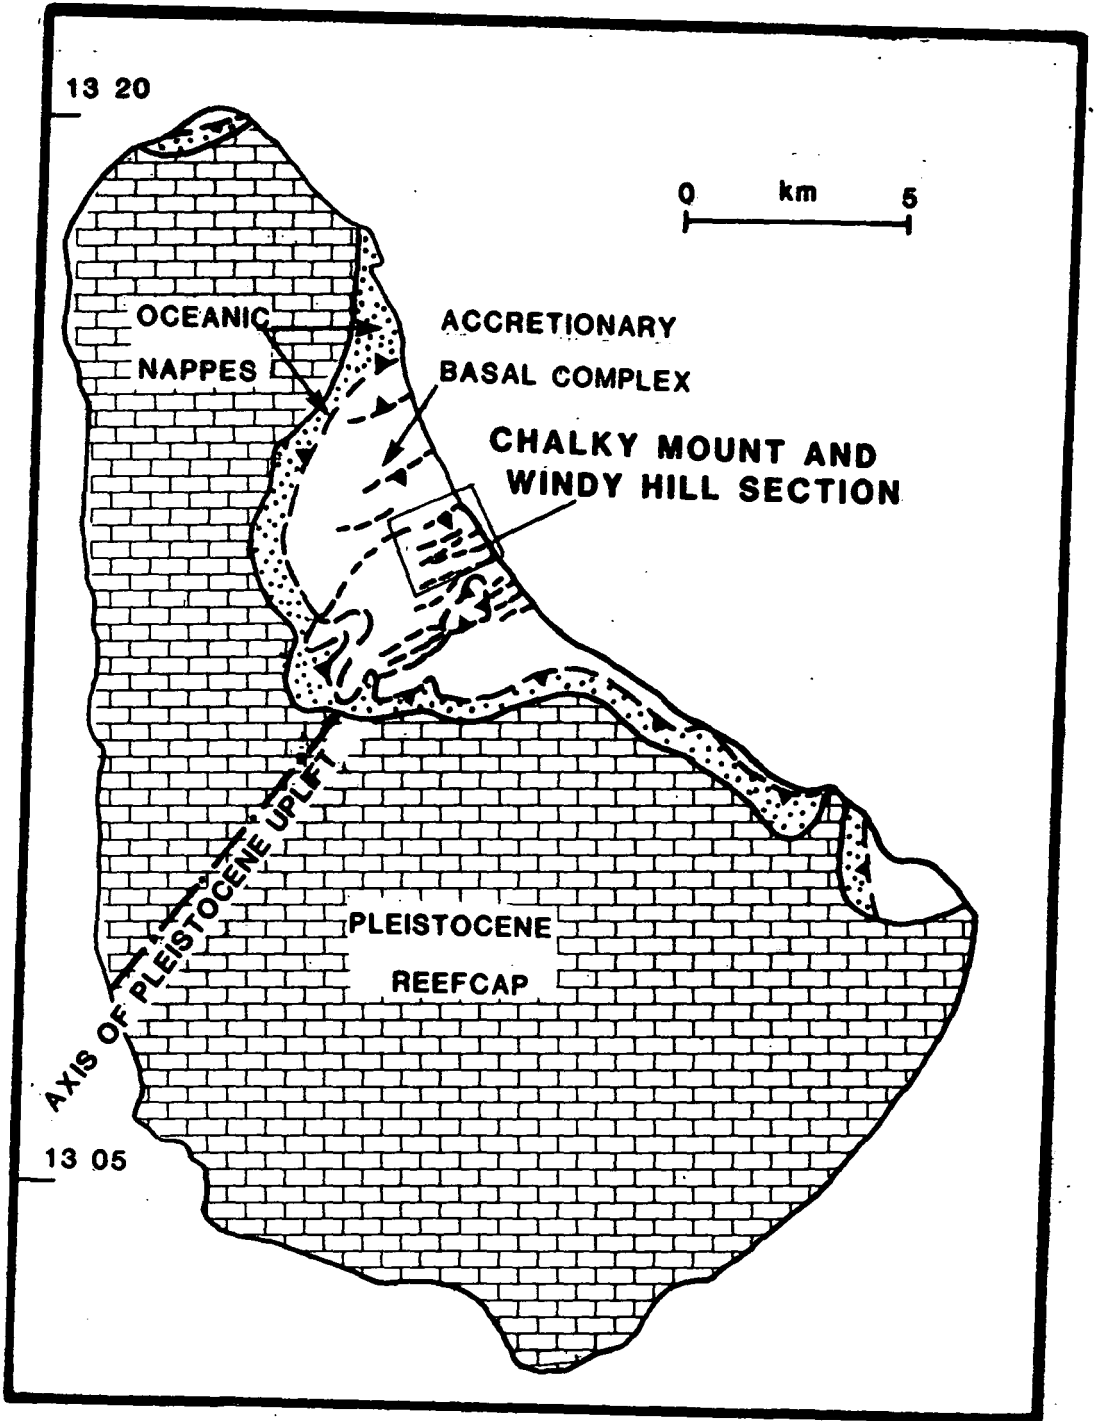 13 20
0 km 5
OCEANIC
NAPPES
ACCRETIONARY
BASAL COMPLEX
CHALKY MOUNT AND
WINDY HILL SECTION
AXIS OF PLEISTOCENE UPLIFT
PLEISTOCENE
REEFCAP
13 05